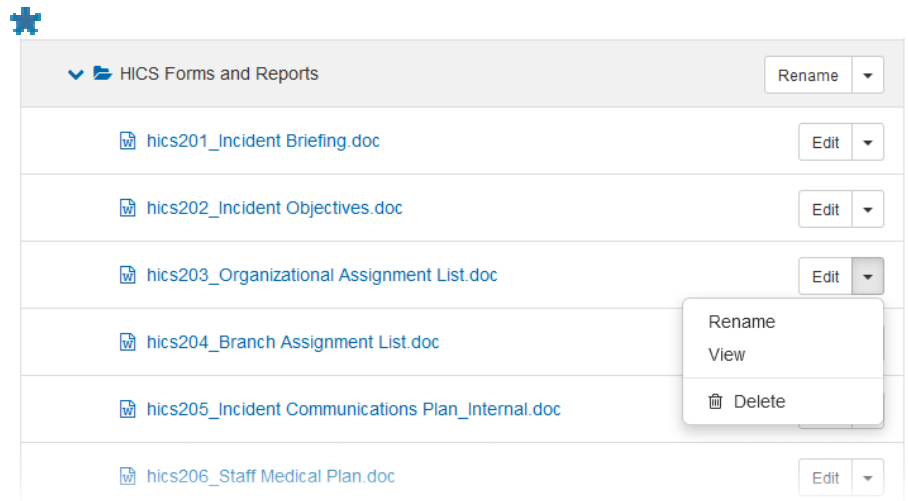 HICS Forms and Reports Rename
hics201_Incident Briefing.doc Edit
hics202_Incident Objectives.doc Edit
hics203_Organizational Assignment List.doc Edit
Rename
hics204_Branch Assignment List.doc
View
Delete
hics205_Incident Communications Plan_Internal.doc
hics206_Staff Medical Plan.doc Edit